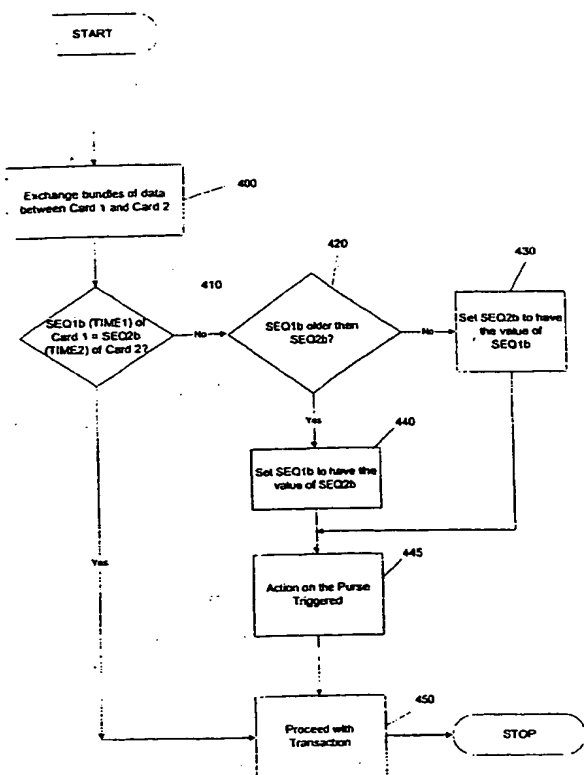 START
Exchange bundles of data
between Card 1 and Card 2
400
SEQ1b (TIME1) of
Card 1 = SEQ2b
(TIME2) of Card 2?
410
No
420
SEQ1b older than
SEQ2b?
No
430
Set SEQ2b to have
the value of
SEQ1b
Yes
440
Set SEQ1b to have the
value of SEQ2b
Yes
445
Action on the Purse
Triggered
450
Proceed with
Transaction
STOP